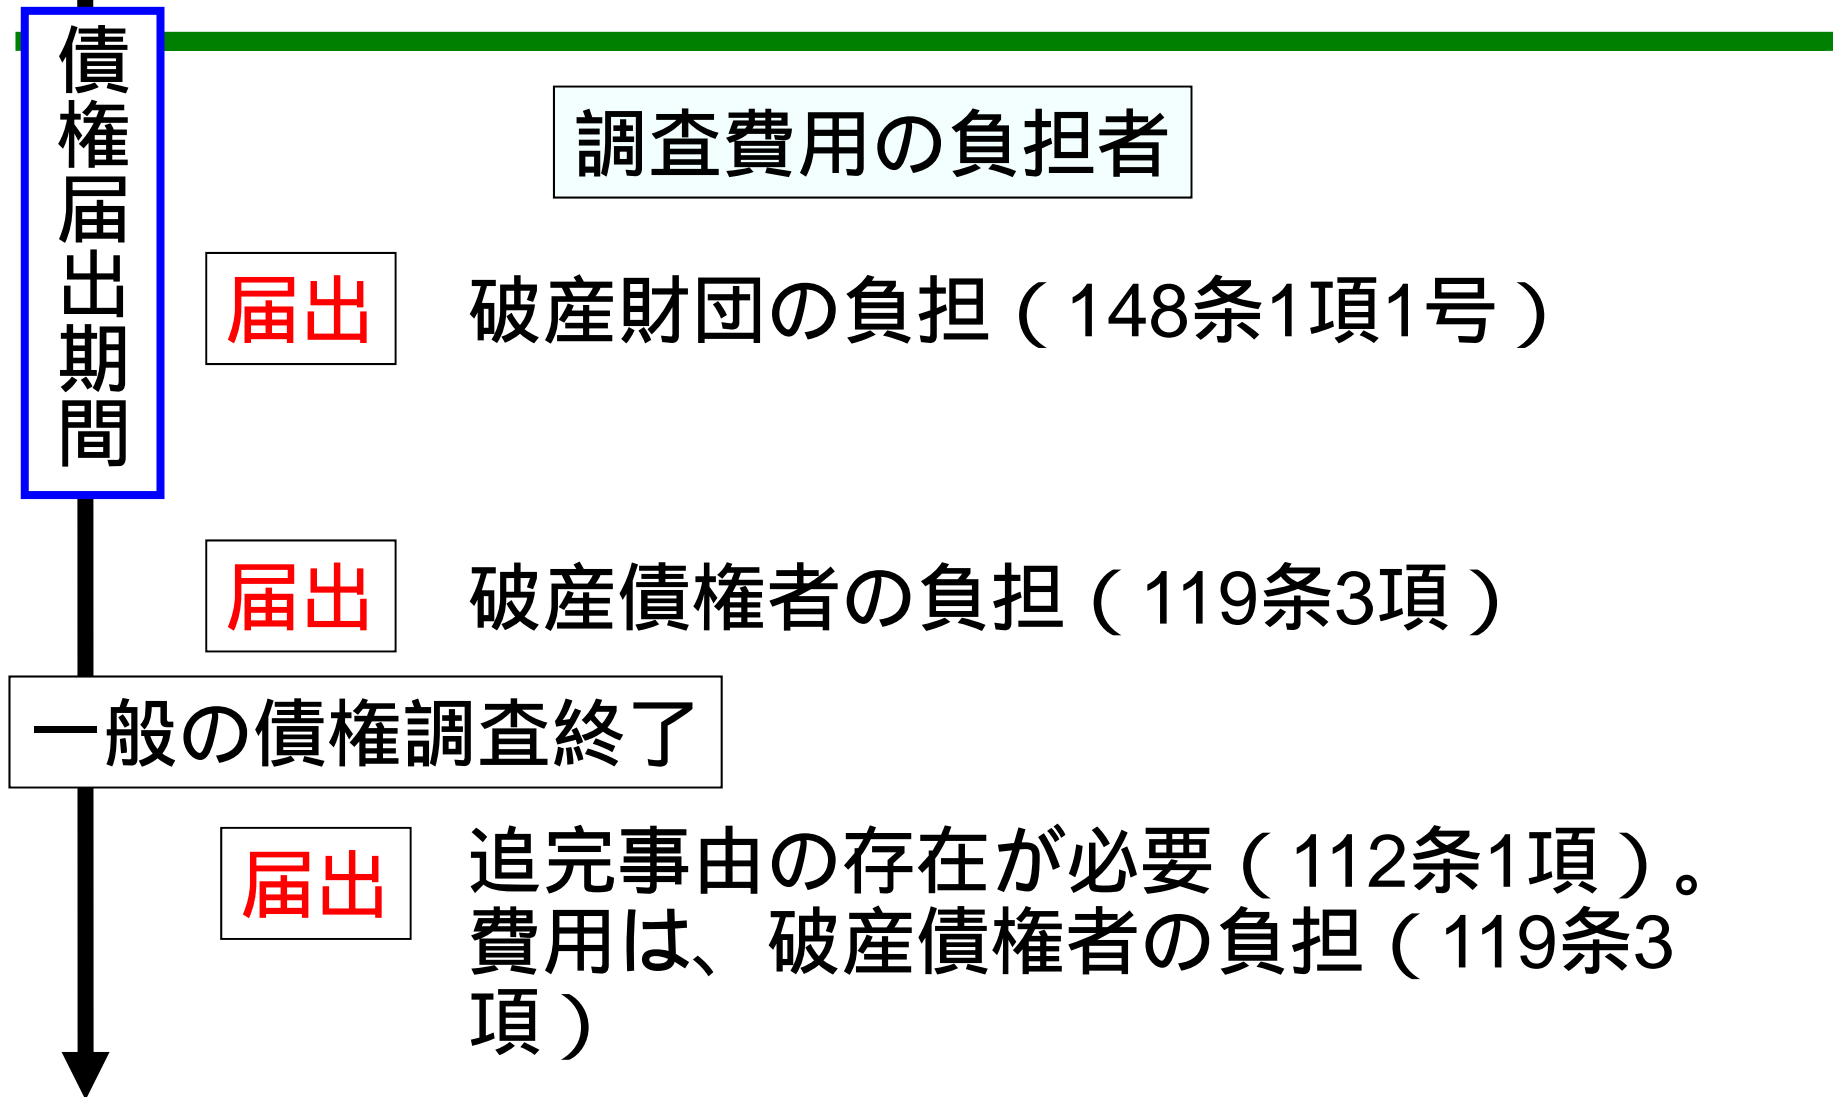 債権届出期間
調査費用の負担者
届出
破産財団の負担（148条1項1号）
届出
破産債権者の負担（119条3項）
一般の債権調査終了
届出
追完事由の存在が必要（112条1項）。
費用は、破産債権者の負担（119条3
項）